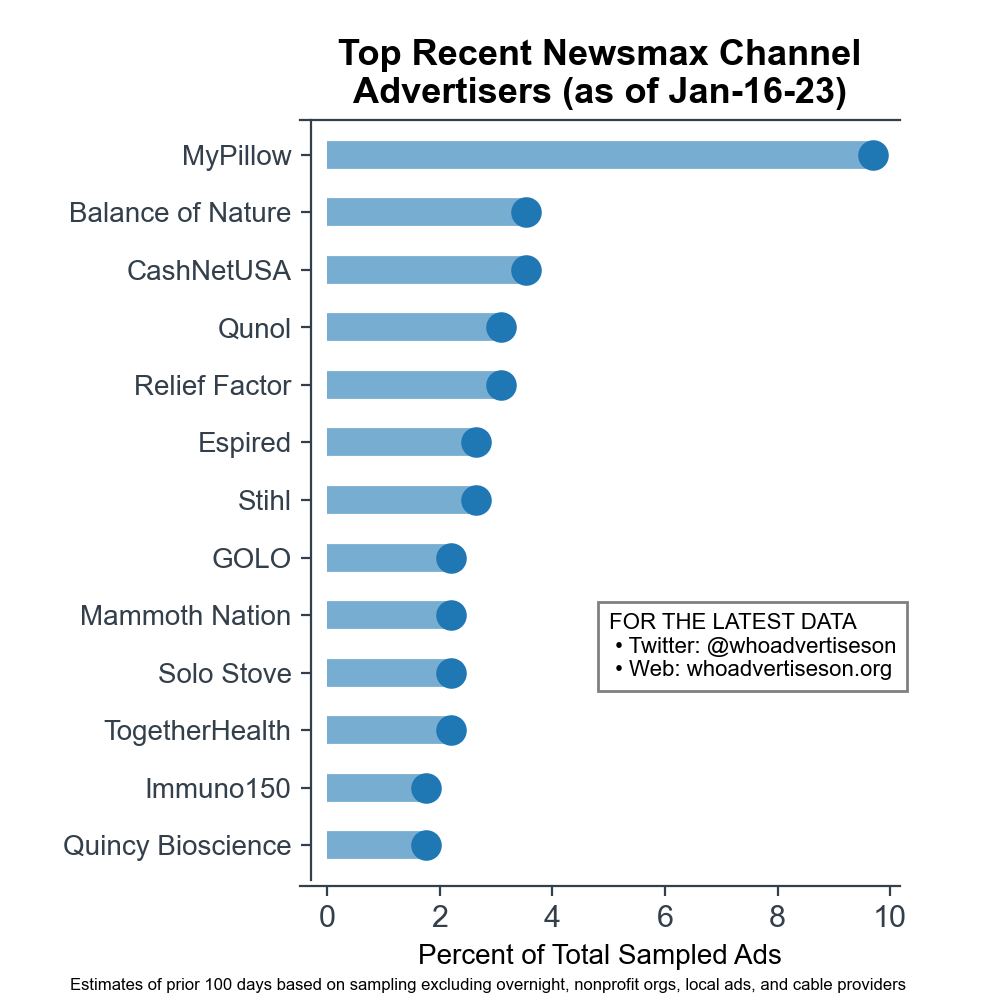 Top Recent Newsmax Channel
Advertisers (as of Jan-16-23)
MyPillow
Balance of Nature
CashNetUSA
Qunol
Relief Factor
Espired
Stihl
GOLO
Mammoth Nation
Solo Stove
TogetherHealth
Immuno150
Quincy Bioscience
FOR THE LATEST DATA
• Twitter: @whoadvertiseson
• Web: whoadvertiseson.org
0 2 4 6 8 10
Percent of Total Sampled Ads
Estimates of prior 100 days based on sampling excluding overnight, nonprofit orgs, local ads, and cable providers